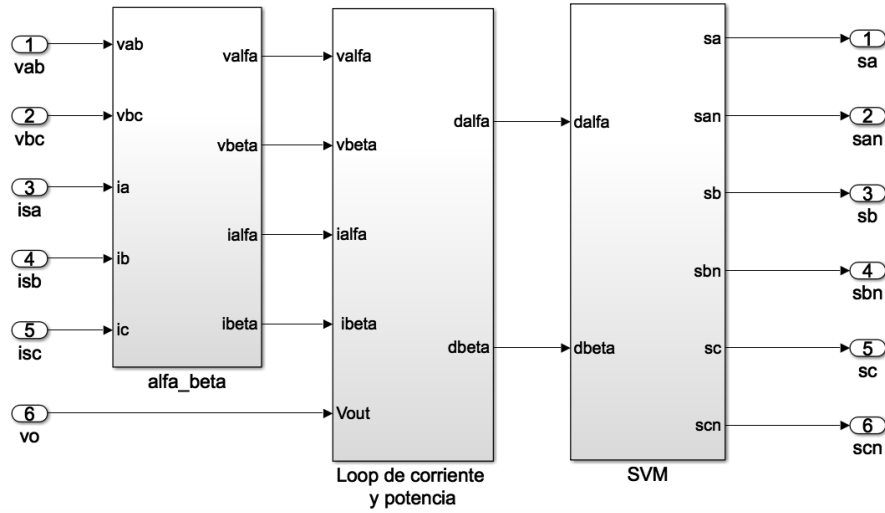 1
vab
2
vbc
3
isa
4
isb
5
isc
6
vo
vab
vbc
ia
ib
ic
valfa
vbeta
ialfa
ibeta
alfa_beta
valfa
vbeta
ialfa
ibeta
Vout
dalfa
dbeta
Loop de corriente
y potencia
dalfa
dbeta
sa
san
sb
sbn
sc
scn
SVM
1
sa
2
san
3
sb
4
sbn
5
sc
6
scn